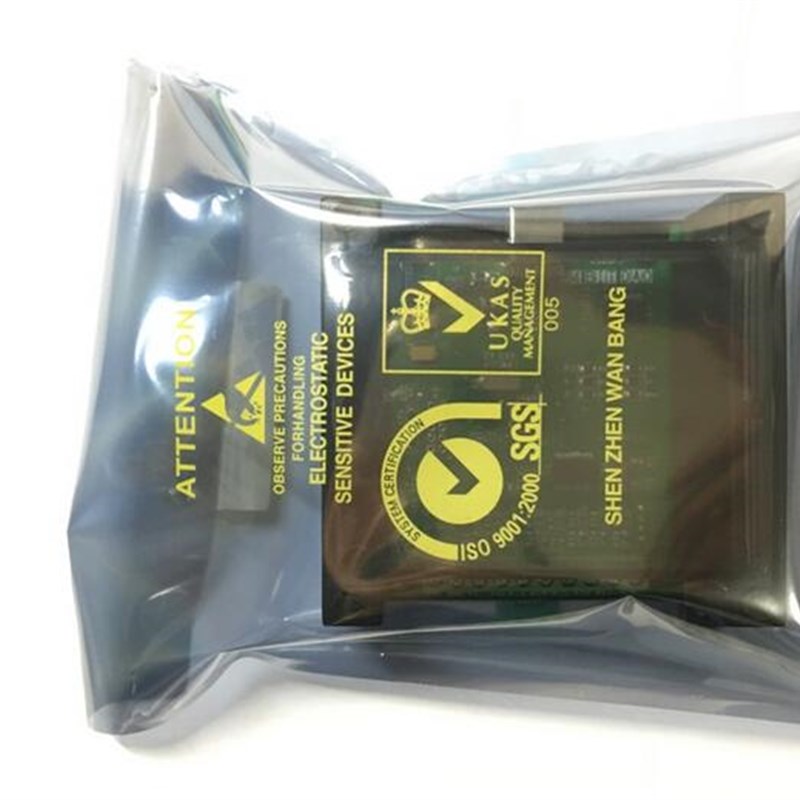 ATTENTION
OBSERVE PRECAUTIONS
FORHANDLING
ELECTROSTATIC
SENSITIVE DEVICES
UKAS
QUALITY
MANAGEMENT
005
SYSTEM CERTIFICATION
ISO 9001:2000
SGS
SHEN ZHEN WAN BANG